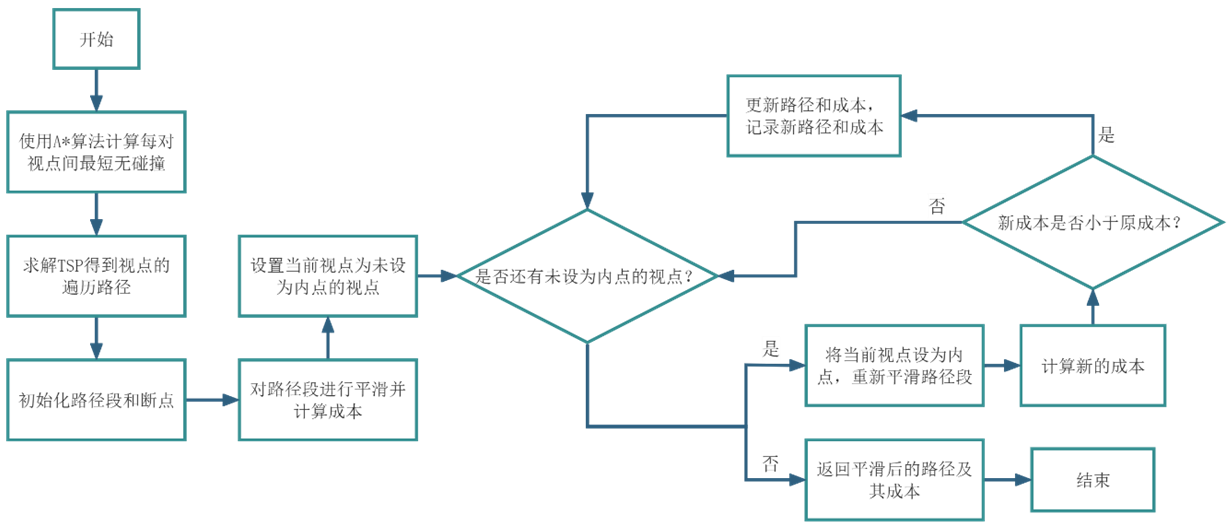 开始
使用A*算法计算每对
视点间最短无碰撞
求解TSP得到视点的
遍历路径
初始化路径段和断点
对路径段进行平滑并
计算成本
设置当前视点为未设
为内点的视点
是否还有未设为内点的视点？
是
将当前视点设为内
点，重新平滑路径段
计算新的成本
新成本是否小于原成本？
是
更新路径和成本，
记录新路径和成本
否
否
返回平滑后的路径及
其成本
结束